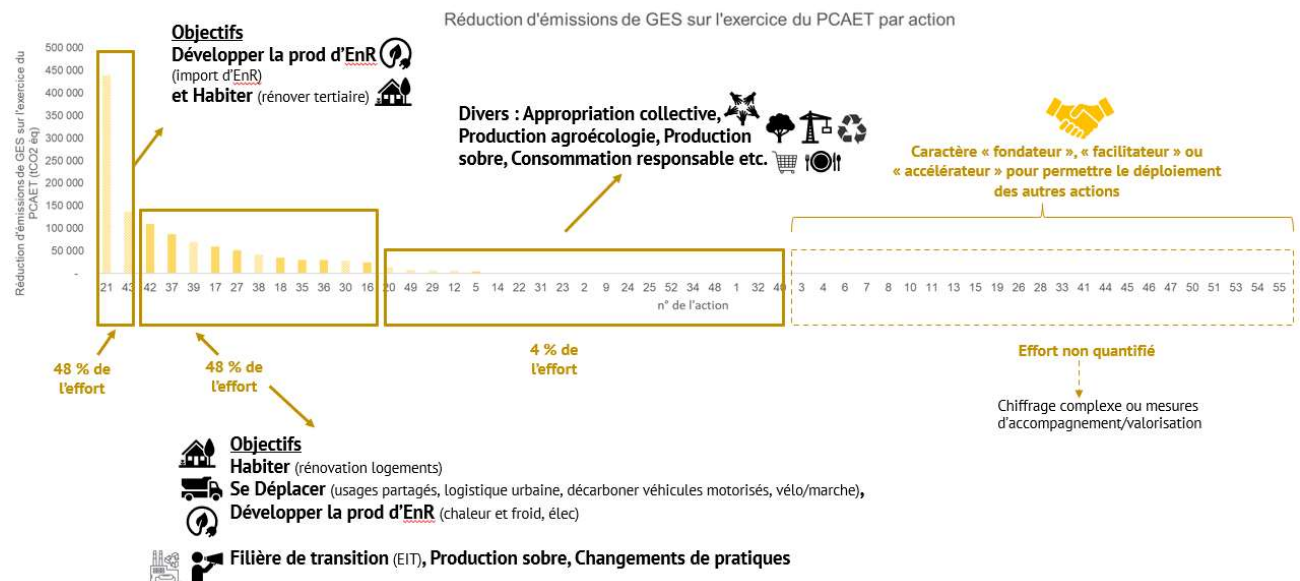 Réduction d'émissions de GES sur l'exercice du PCAET par action
Réduction d'émissions de GES sur l'exercice du
PCAET (tCO2 éq)
500 000
450 000
400 000
350 000
300 000
250 000
200 000
150 000
100 000
50 000
-
21 43 42 37 39 17 27 38 18 35 36 30 16 20 49 29 12 5 14 22 31 23 2 9 24 25 52 34 48 1 32 40 3 4 6 7 8 10 11 13 15 19 26 28 33 41 44 45 46 47 50 51 53 54 55
n° de l'action
Objectifs
Développer la prod d'EnR
(import d'EnR)
et Habiter (rénover tertiaire)
Divers : Appropriation collective,
Production agroécologie, Production
sobre, Consommation responsable etc.
Caractère « fondateur », « facilitateur » ou
« accélérateur » pour permettre le déploiement
des autres actions
48 % de
l'effort
48 % de
l'effort
4 % de
l'effort
Effort non quantifié
Chiffrage complexe ou mesures
d'accompagnement/valorisation
Objectifs
Habiter (rénovation logements)
Se Déplacer (usages partagés, logistique urbaine, décarboner véhicules motorisés, vélo/marche),
Développer la prod d'EnR (chaleur et froid, élec)
Filière de transition (EIT), Production sobre, Changements de pratiques